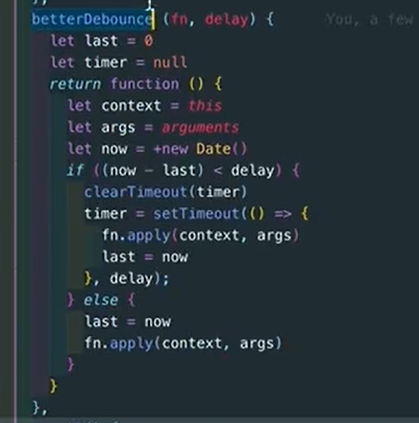 },
betterDebounce (fn, delay) { You, a few
let last = 0
let timer = null
return function () {
let context = this
let args = arguments
let now = +new Date()
if ((now - last) < delay) {
clearTimeout(timer)
timer = setTimeout(() => {
fn.apply(context, args)
last = now
}, delay);
} else {
last = now
fn.apply(context, args)
}
}
},